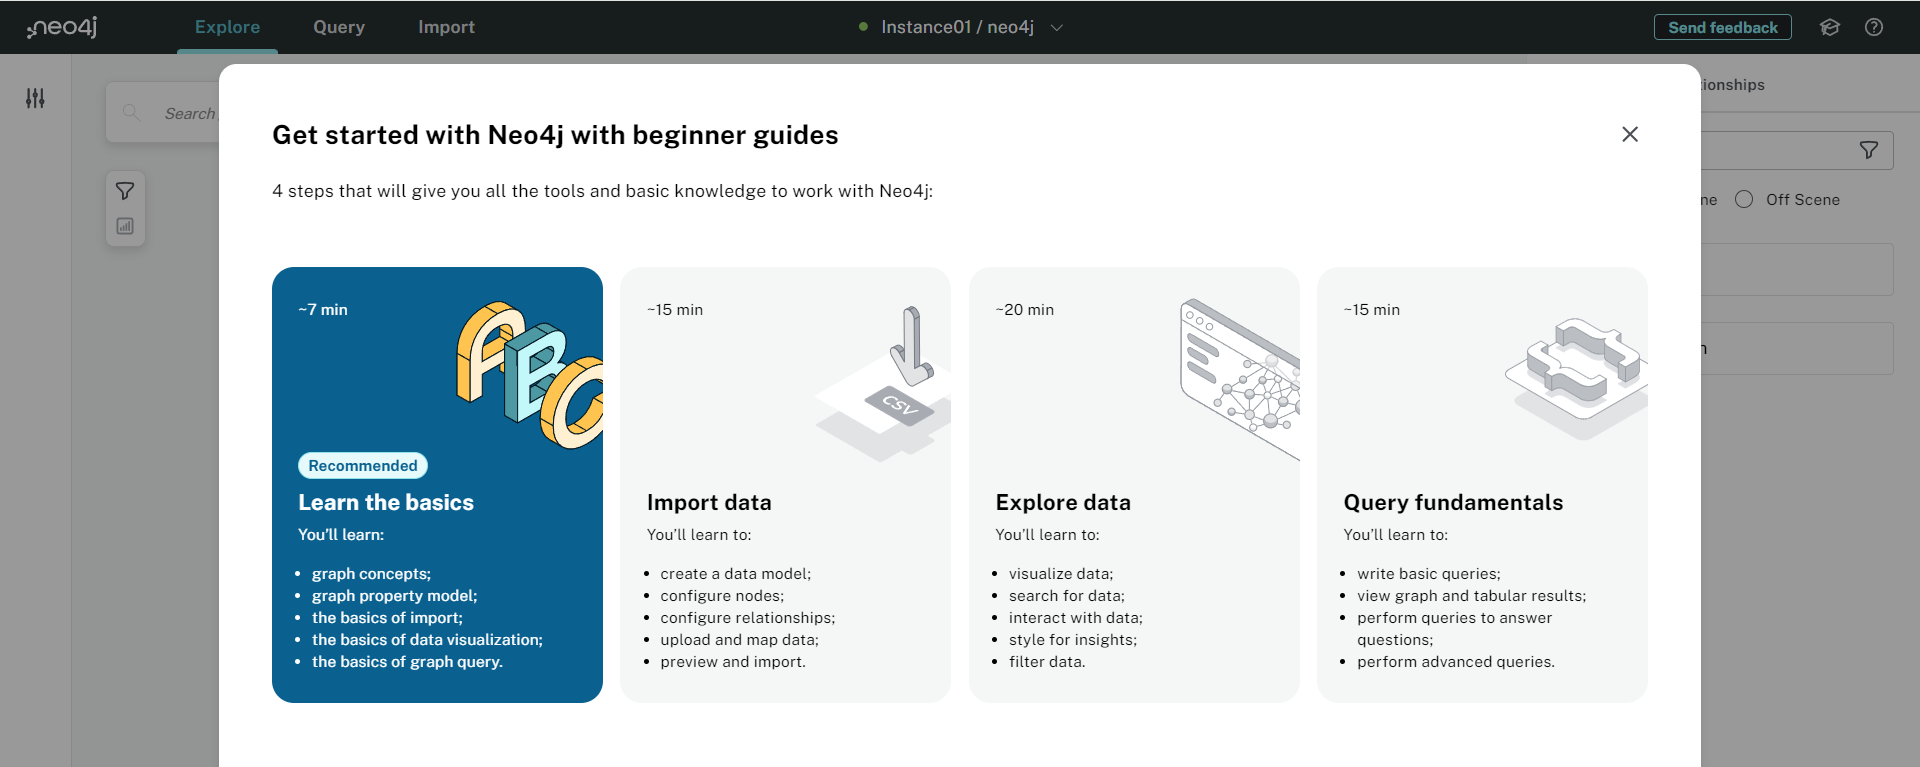 neo4j
Explore
Query
Import
Instance01 / neo4j
Send feedback
Search
Get started with Neo4j with beginner guides
4 steps that will give you all the tools and basic knowledge to work with Neo4j:
~7 min
ABC
Recommended
Learn the basics
You'll learn:
• graph concepts;
• graph property model;
• the basics of import;
• the basics of data visualization;
• the basics of graph query.
~15 min
CSV
Import data
You'll learn to:
• create a data model;
• configure nodes;
• configure relationships;
• upload and map data;
• preview and import.
~20 min
Explore data
You'll learn to:
• visualize data;
• search for data;
• interact with data;
• style for insights;
• filter data.
~15 min
Query fundamentals
You'll learn to:
• write basic queries;
• view graph and tabular results;
• perform queries to answer
questions;
• perform advanced queries.
tionships
ne
Off Scene